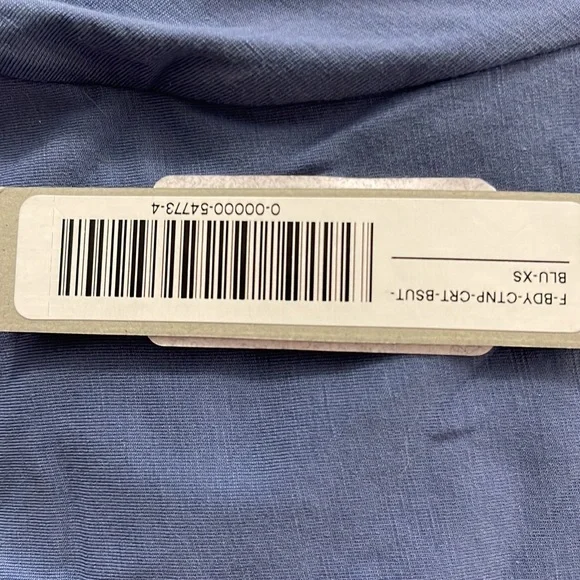 F-BDY-CTNP-CRT-BSUT-
BLU-XS
0-00000-54773-4